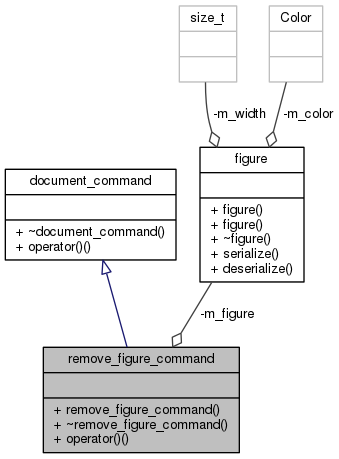 size_t
Color
-m_width
-m_color
figure
+ figure()
+ figure()
+ ~figure()
+ serialize()
+ deserialize()
document_command
+ ~document_command()
+ operator()()
-m_figure
remove_figure_command
+ remove_figure_command()
+ ~remove_figure_command()
+ operator()()